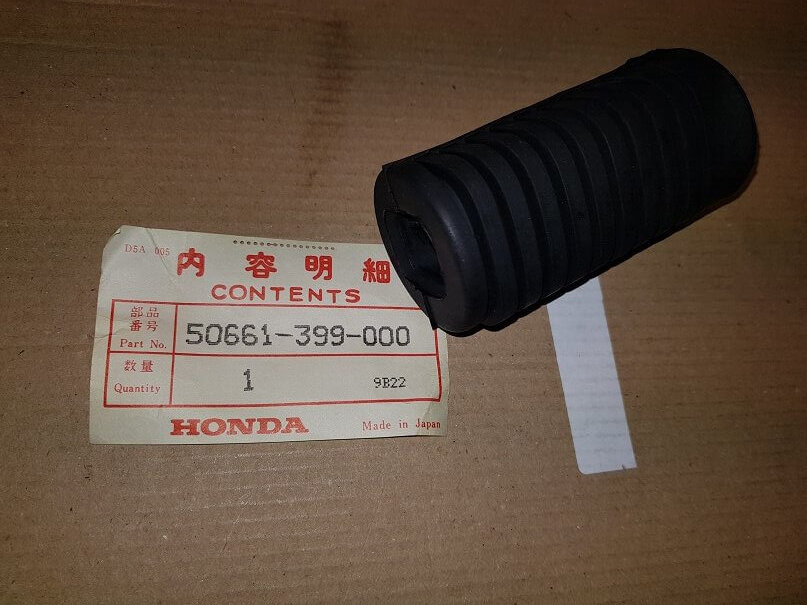 D5A 005
内容明細
CONTENTS
部品
番号
Part No.
50661-399-000
数量
Quantity
1
9B22
HONDA
Made in Japan